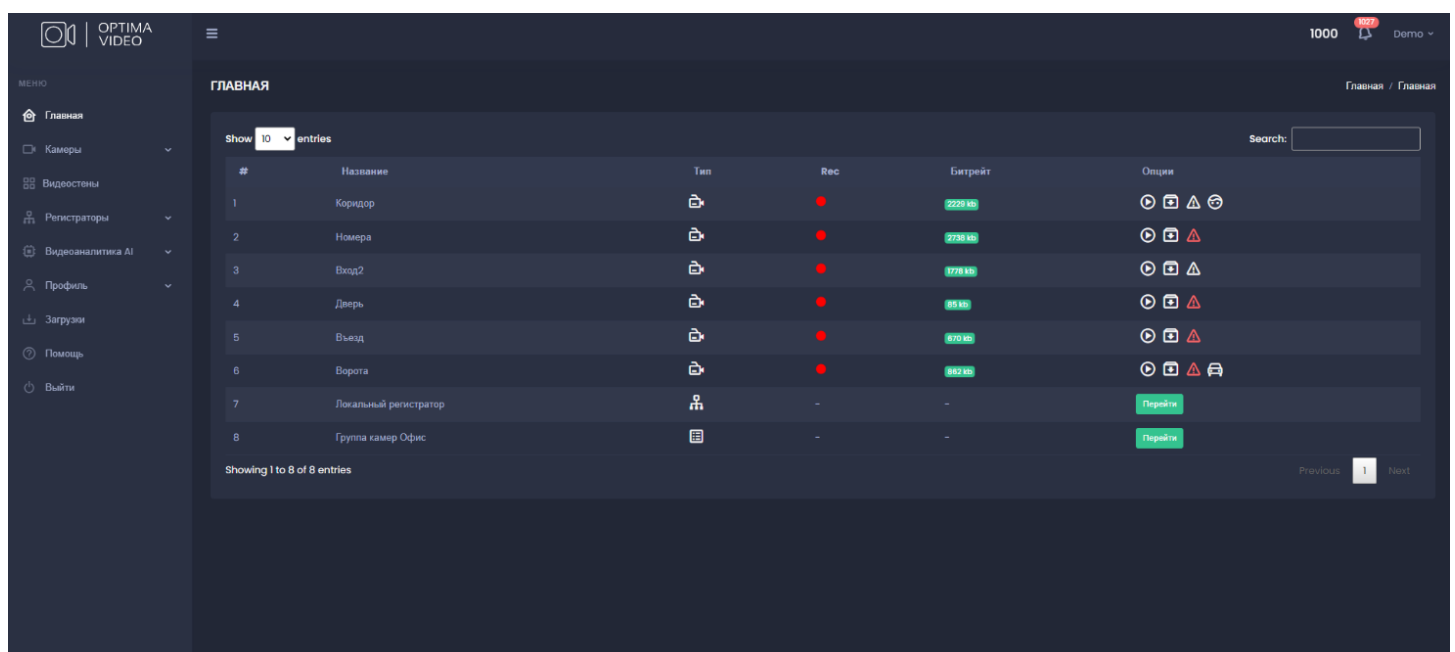 OPTIMA
VIDEO
1000
1027
Demo
МЕНЮ
Главная
Камеры
Видеостены
Регистраторы
Видеоаналитика AI
Профиль
Загрузки
Помощь
Выйти
ГЛАВНАЯ
Главная / Главная
Show 10 entries
Search:
# Название Тип Rec Битрейт Опции
1 Коридор 2229 kb
2 Номера 2738 kb
3 Вход2 1778 kb
4 Дверь 85 kb
5 Въезд 670 kb
6 Ворота 882 kb
7 Локальный регистратор - - Перейти
8 Группа камер Офис - - Перейти
Showing 1 to 8 of 8 entries
Previous 1 Next